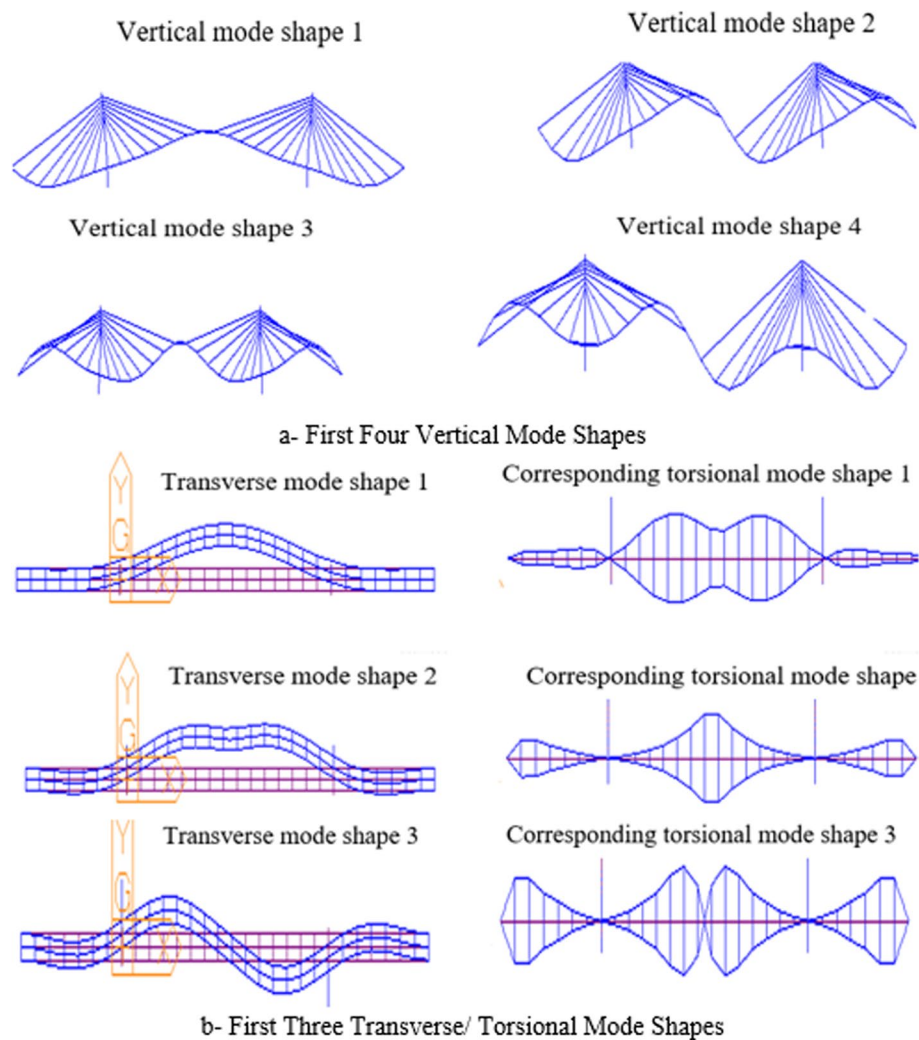 Vertical mode shape 1
Vertical mode shape 2
Vertical mode shape 3
Vertical mode shape 4
a- First Four Vertical Mode Shapes
Transverse mode shape 1
Corresponding torsional mode shape 1
Y
G
X
Transverse mode shape 2
Corresponding torsional mode shape
Y
G
X
Transverse mode shape 3
Corresponding torsional mode shape 3
Y
G
X
b- First Three Transverse/ Torsional Mode Shapes